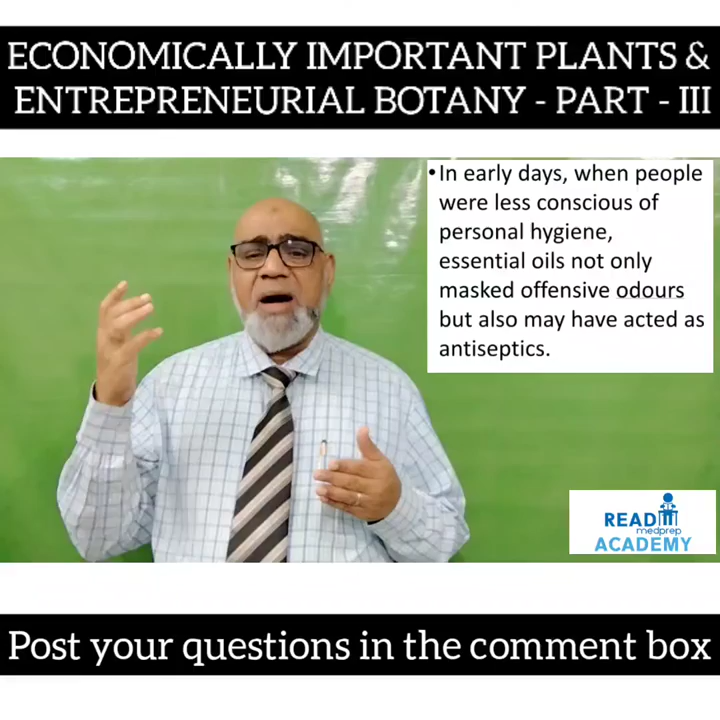 ECONOMICALLY IMPORTANT PLANTS &
ENTREPRENEURIAL BOTANY - PART - III
•In early days, when people
were less conscious of
personal hygiene,
essential oils not only
masked offensive odours
but also may have acted as
antiseptics.
READ
medprep
ACADEMY
Post your questions in the comment box